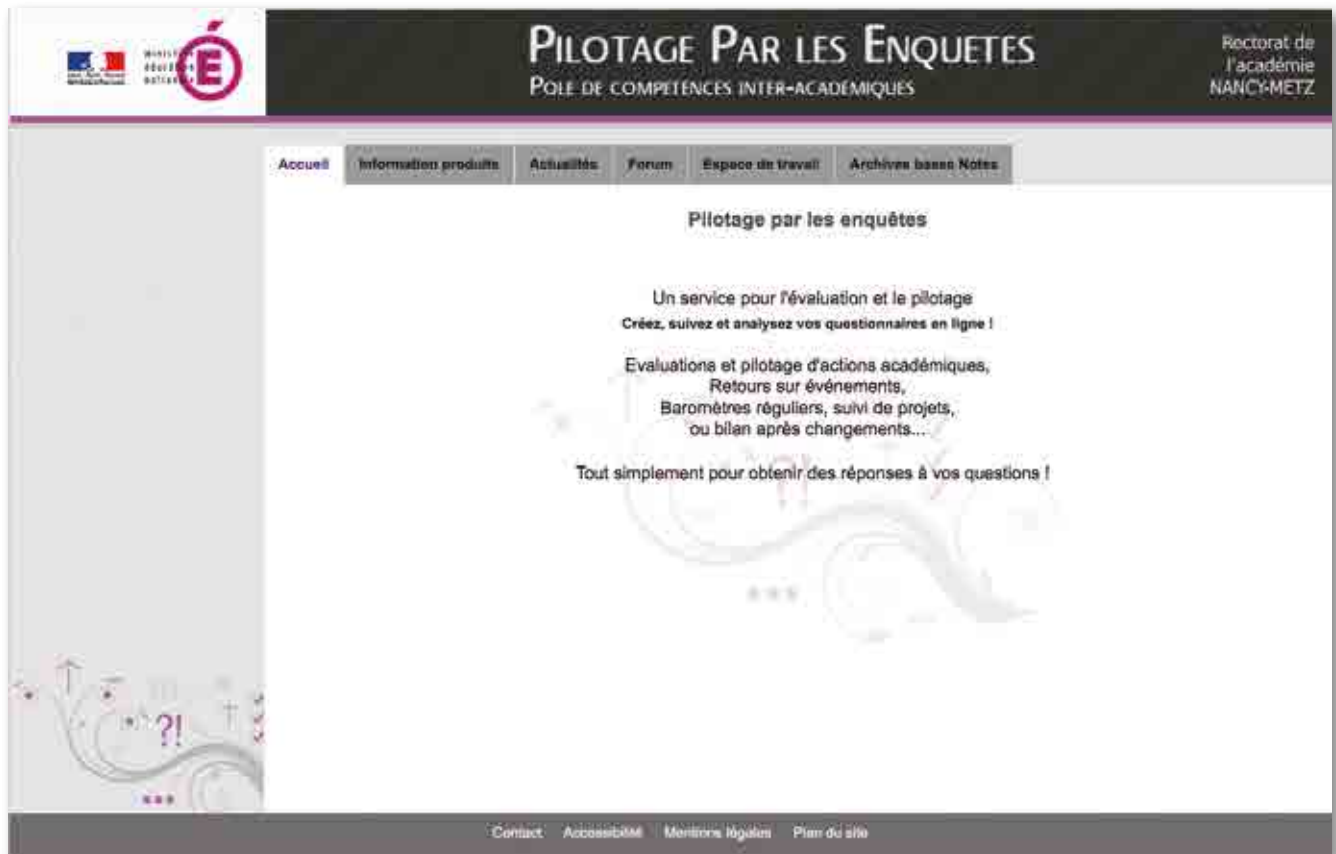 PILOTAGE PAR LES ENQUETES
POLE DE COMPETENCES INTER-ACADEMIQUES
Rectorat de
l'académie
NANCY-METZ
Accueil
Information produits
Actualités
Forum
Espace de travail
Archives bases Notes
Pilotage par les enquêtes
Un service pour l'évaluation et le pilotage
Créez, suivez et analysez vos questionnaires en ligne !
Evaluations et pilotage d'actions académiques,
Retours sur événements,
Baromètres réguliers, suivi de projets,
ou bilan après changements...
Tout simplement pour obtenir des réponses à vos questions !
?!
?!
Contact Accessibilité Mentions légales Plan du site